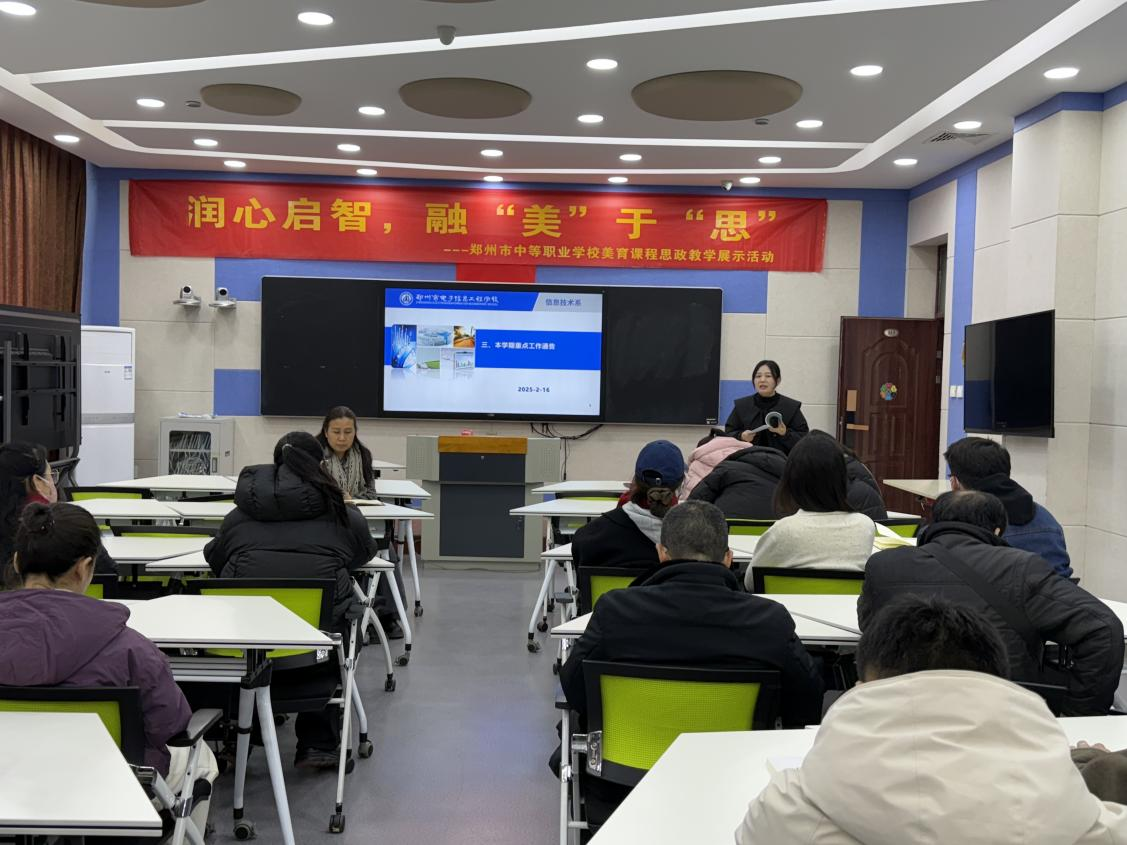 润心启智，融“美”于“思”
---郑州市中等职业学校美育课程思政教学展示活动
郑州市电子信息工程学校
信息技术系
三、本学期重点工作通告
2025-2-16